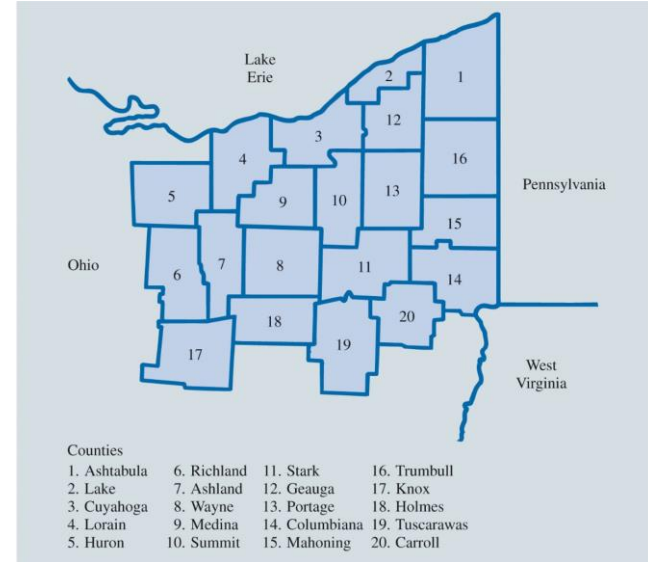 Lake
Erie
2
1
12
3
4
16
13
5
9
10
Pennsylvania
15
Ohio
6
7
8
11
14
18
20
17
19
West
Virginia
Counties
1. Ashtabula 6. Richland 11. Stark 16. Trumbull
2. Lake 7. Ashland 12. Geauga 17. Knox
3. Cuyahoga 8. Wayne 13. Portage 18. Holmes
4. Lorain 9. Medina 14. Columbiana 19. Tuscarawas
5. Huron 10. Summit 15. Mahoning 20. Carroll